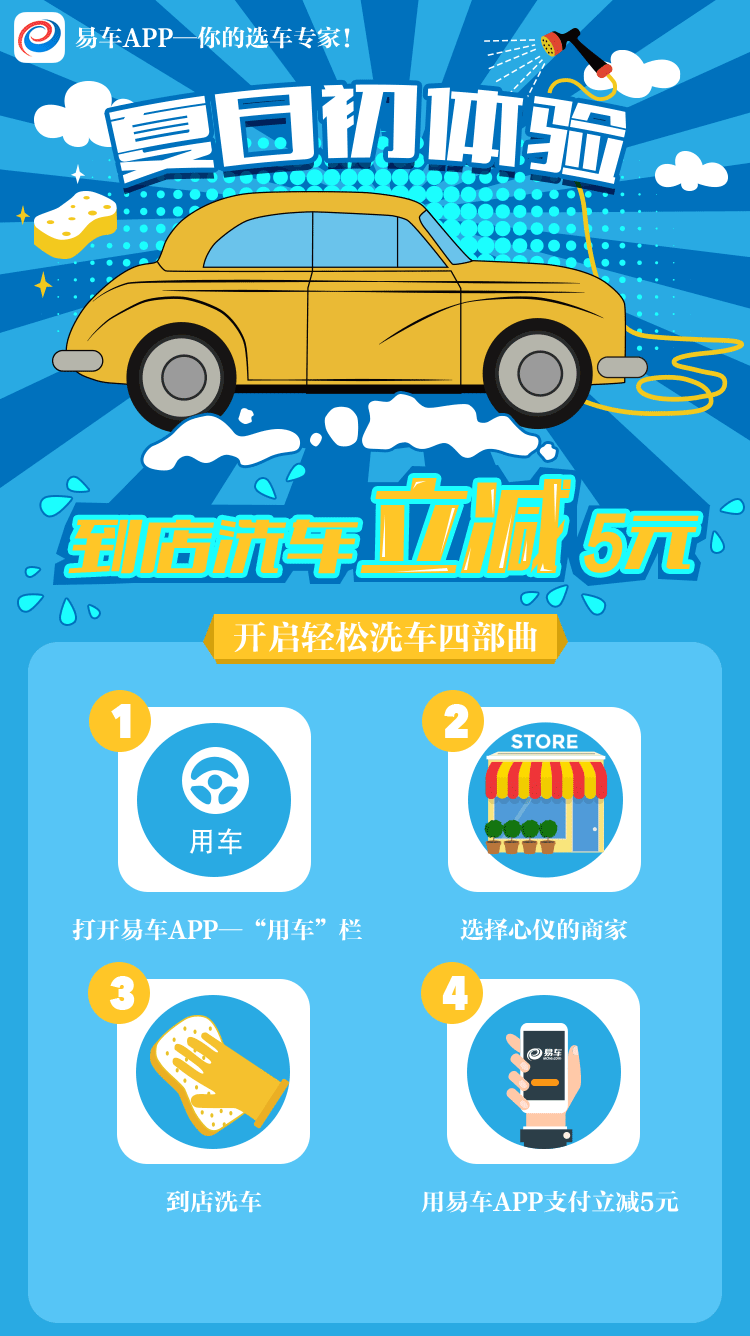 易车APP—你的选车专家!
夏日初体验
到店洗车立减5元
开启轻松洗车四部曲
1
用车
打开易车APP—“用车”栏
2
STORE
选择心仪的商家
3
到店洗车
4
易车
用易车APP支付立减5元